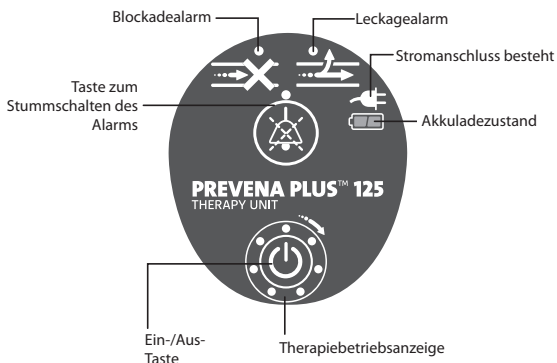 Blockadealarm
Leckagealarm
Stromanschluss besteht
Taste zum
Stummschalten des
Alarms
Akkuladezustand
PREVENA PLUS™ 125
THERAPY UNIT
Ein-/Aus-
Taste
Therapiebetriebsanzeige